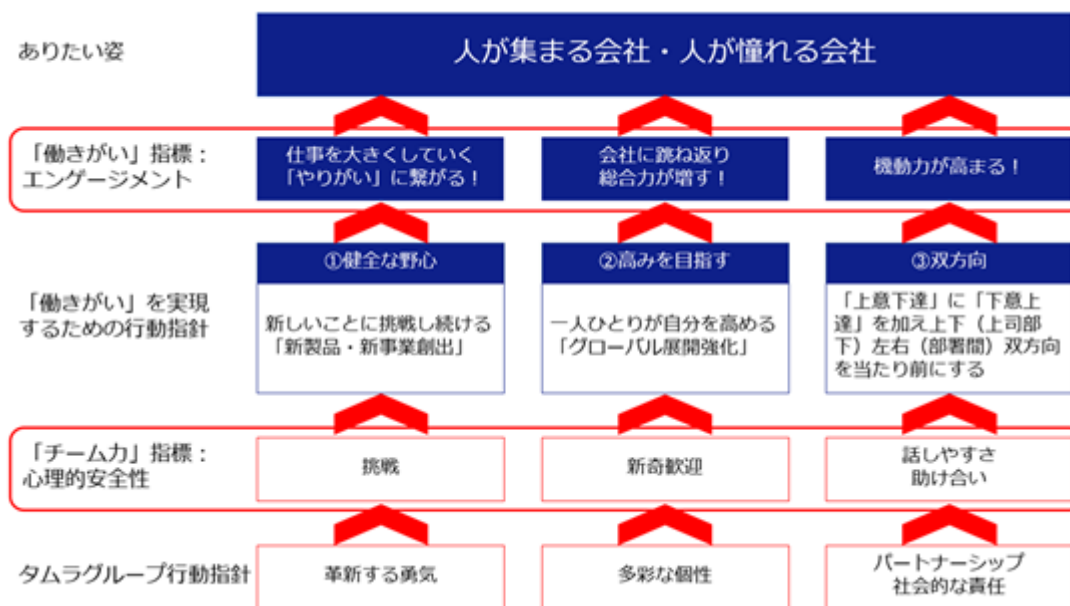 ありたい姿
人が集まる会社・人が憧れる会社
「働きがい」指標：
エンゲージメント
仕事を大きくしていく
「やりがい」に繋がる！
会社に跳ね返り
総合力が増す！
機動力が高まる！
「働きがい」を実現
するための行動指針
①健全な野心
新しいことに挑戦し続ける
「新製品・新事業創出」
②高みを目指す
一人ひとりが自分を高める
「グローバル展開強化」
③双方向
「上意下達」に「下意上
達」を加え上下（上司部
下）左右（部署間）双方向
を当たり前にする
「チーム力」指標：
心理的安全性
挑戦
新奇歓迎
話しやすさ
助け合い
タムラグループ行動指針
革新する勇気
多彩な個性
パートナーシップ
社会的な責任